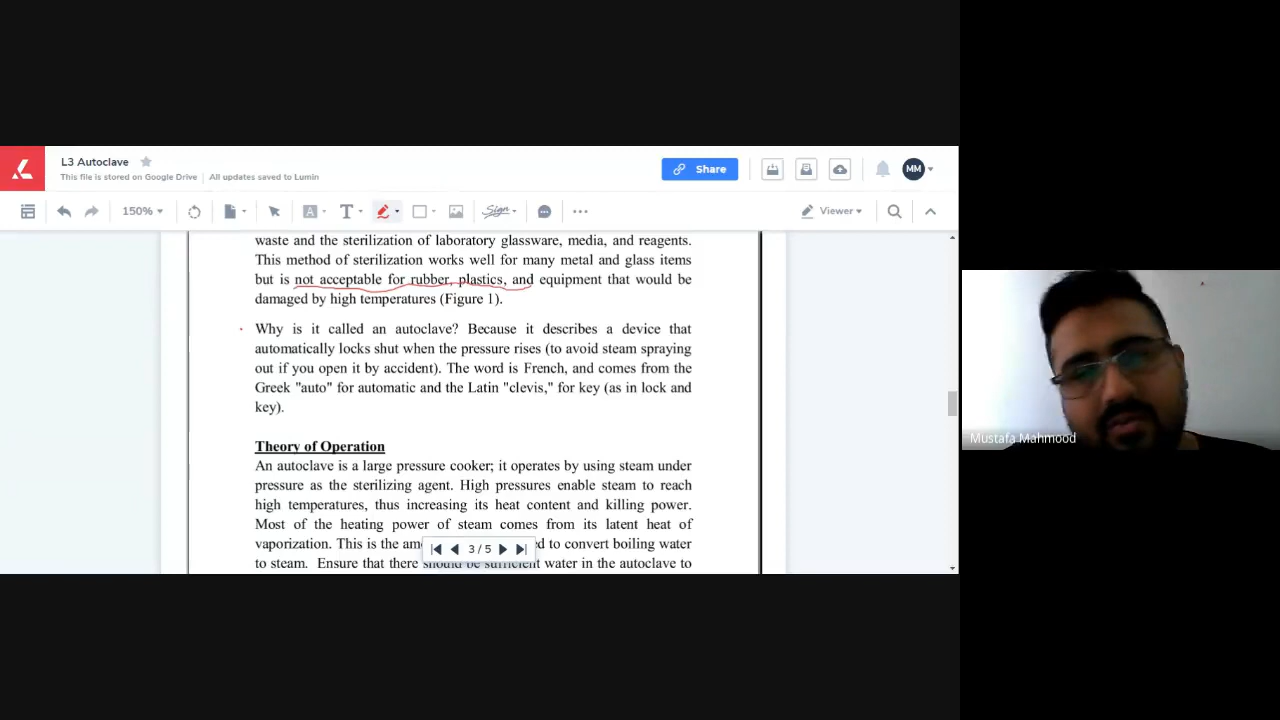 L3 Autoclave
This file is stored on Google Drive All updates saved to Lumin
Share
MM
150%
A
T
Sign
Viewer
waste and the sterilization of laboratory glassware, media, and reagents.
This method of sterilization works well for many metal and glass items
but is not acceptable for rubber, plastics, and equipment that would be
damaged by high temperatures (Figure 1).
Why is it called an autoclave? Because it describes a device that
automatically locks shut when the pressure rises (to avoid steam spraying
out if you open it by accident). The word is French, and comes from the
Greek "auto" for automatic and the Latin "clevis," for key (as in lock and
key).
Theory of Operation
An autoclave is a large pressure cooker; it operates by using steam under
pressure as the sterilizing agent. High pressures enable steam to reach
high temperatures, thus increasing its heat content and killing power.
Most of the heating power of steam comes from its latent heat of
vaporization. This is the to convert boiling water
3 / 5
to steam. Ensure that there should be sufficient water in the autoclave to
Mustafa Mahmood